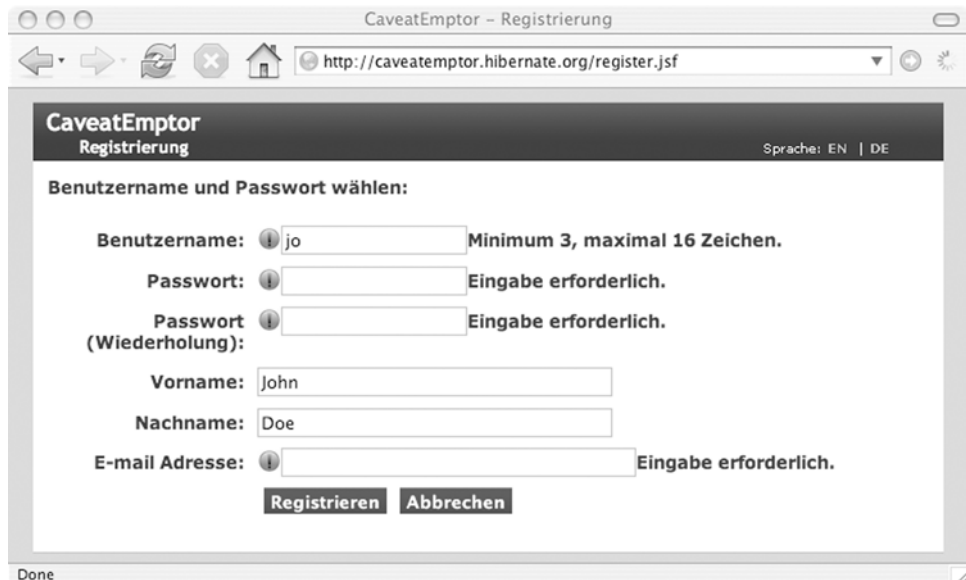 CaveatEmptor – Registrierung
http://caveatemptor.hibernate.org/register.jsf
CaveatEmptor
Registrierung
Sprache: EN | DE
Benutzername und Passwort wählen:
Benutzername: jo Minimum 3, maximal 16 Zeichen.
Passwort: Eingabe erforderlich.
Passwort Eingabe erforderlich.
(Wiederholung):
Vorname: John
Nachname: Doe
E-mail Adresse: Eingabe erforderlich.
Registrieren Abbrechen
Done